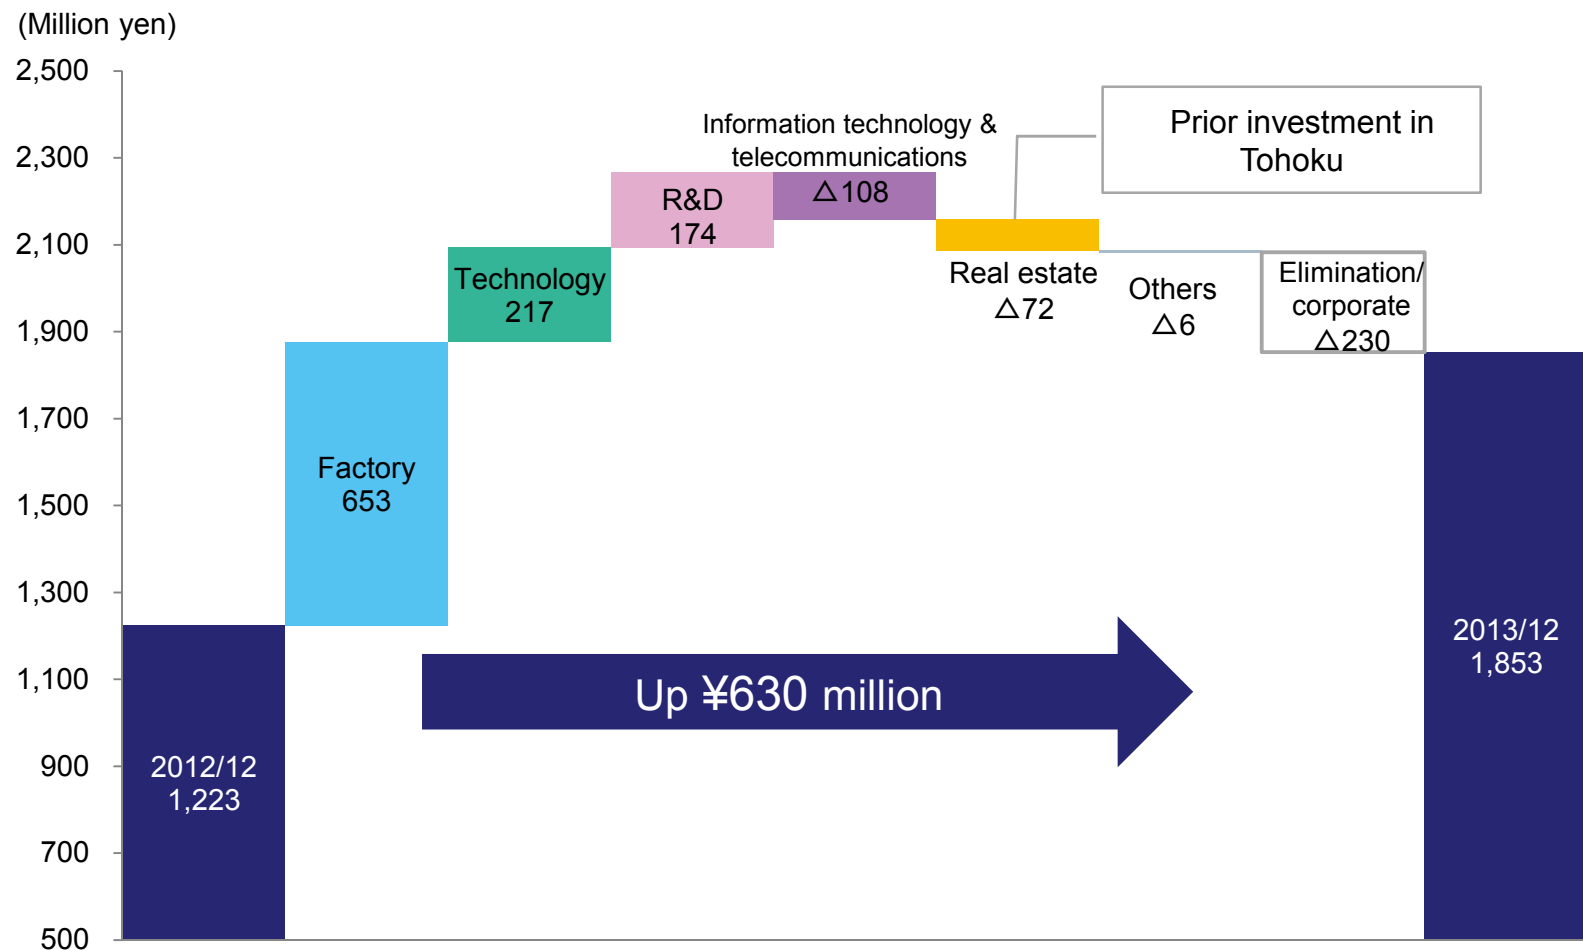 (Million yen)
2,500
2,300
2,100
1,900
1,700
1,500
1,300
1,100
900
700
500
2012/12
1,223
Factory
653
Technology
217
R&D
174
Information technology &
telecommunications
△108
Prior investment in
Tohoku
Real estate
△72
Others
△6
Elimination/
corporate
△230
2013/12
1,853
Up ¥630 million